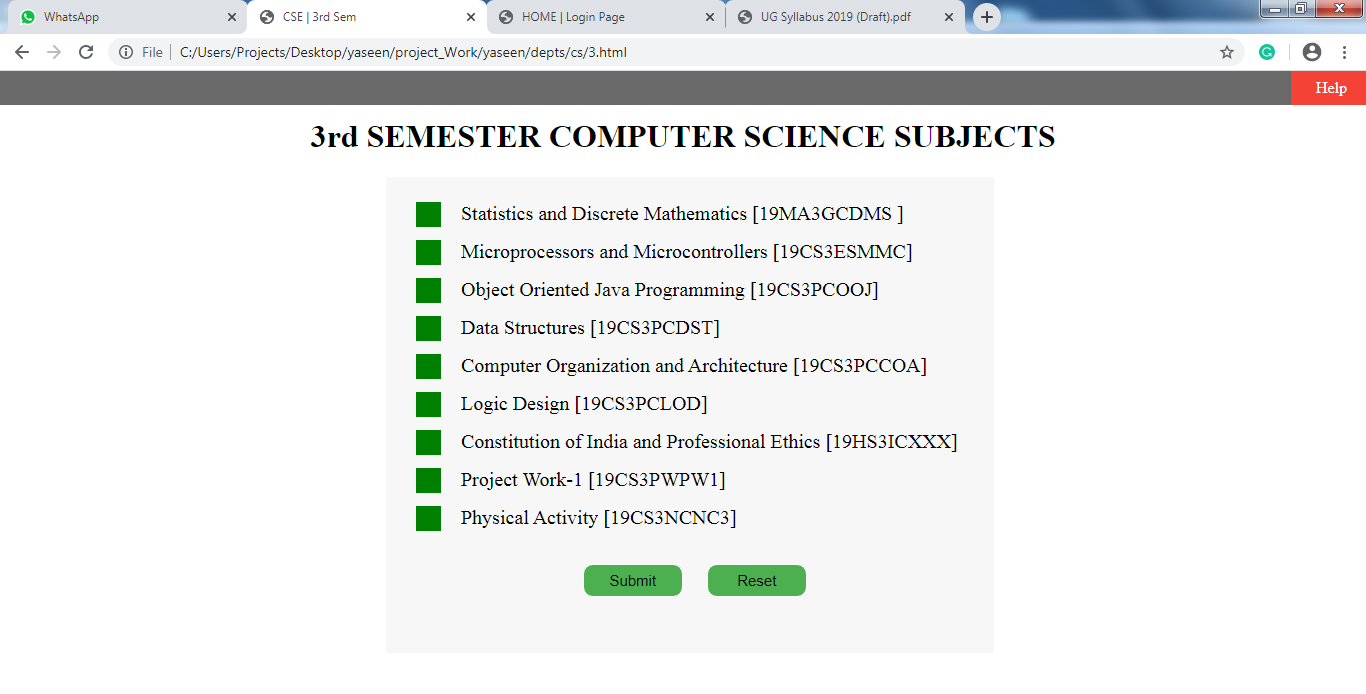 WhatsApp
CSE | 3rd Sem
HOME | Login Page
UG Syllabus 2019 (Draft).pdf
File
C:/Users/Projects/Desktop/yaseen/project_Work/yaseen/depts/cs/3.html
Help
3rd SEMESTER COMPUTER SCIENCE SUBJECTS
Statistics and Discrete Mathematics [19MA3GCDMS ]
Microprocessors and Microcontrollers [19CS3ESMMC]
Object Oriented Java Programming [19CS3PCOOJ]
Data Structures [19CS3PCDST]
Computer Organization and Architecture [19CS3PCCOA]
Logic Design [19CS3PCLOD]
Constitution of India and Professional Ethics [19HS3ICXXX]
Project Work-1 [19CS3PWPW1]
Physical Activity [19CS3NCNC3]
Submit
Reset